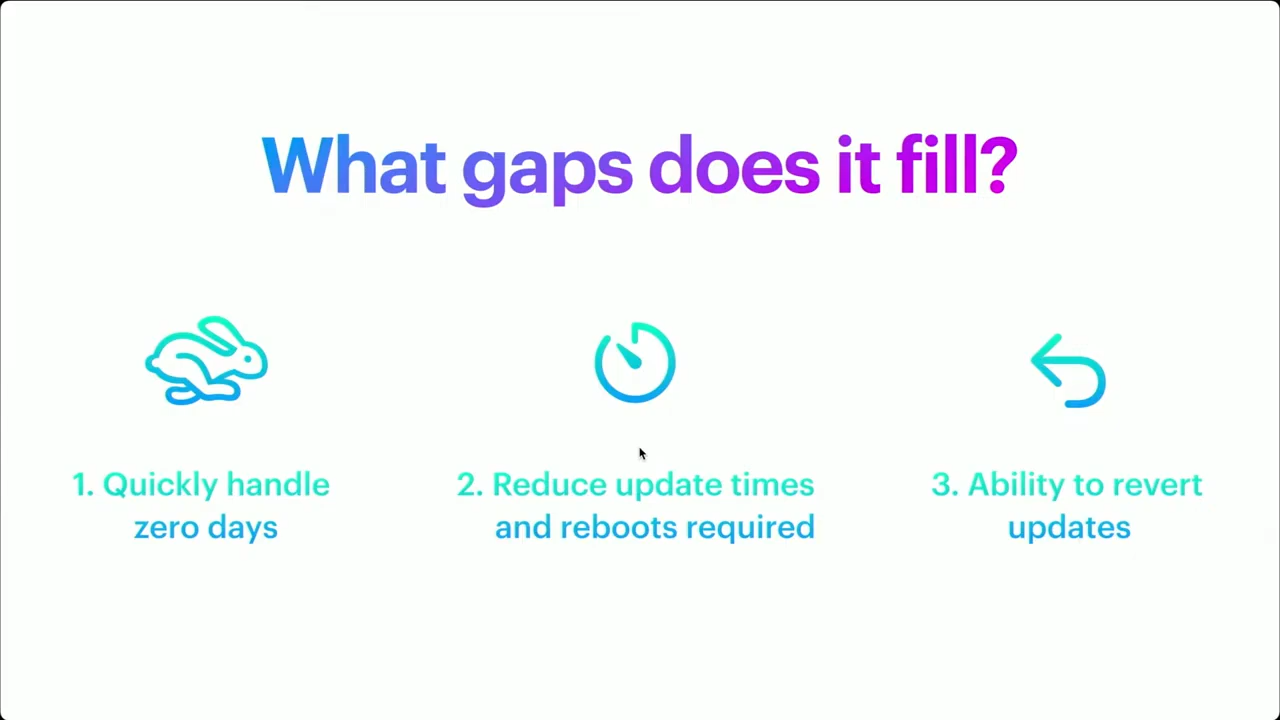 What gaps does it fill?
1. Quickly handle
zero days
2. Reduce update times
and reboots required
3. Ability to revert
updates